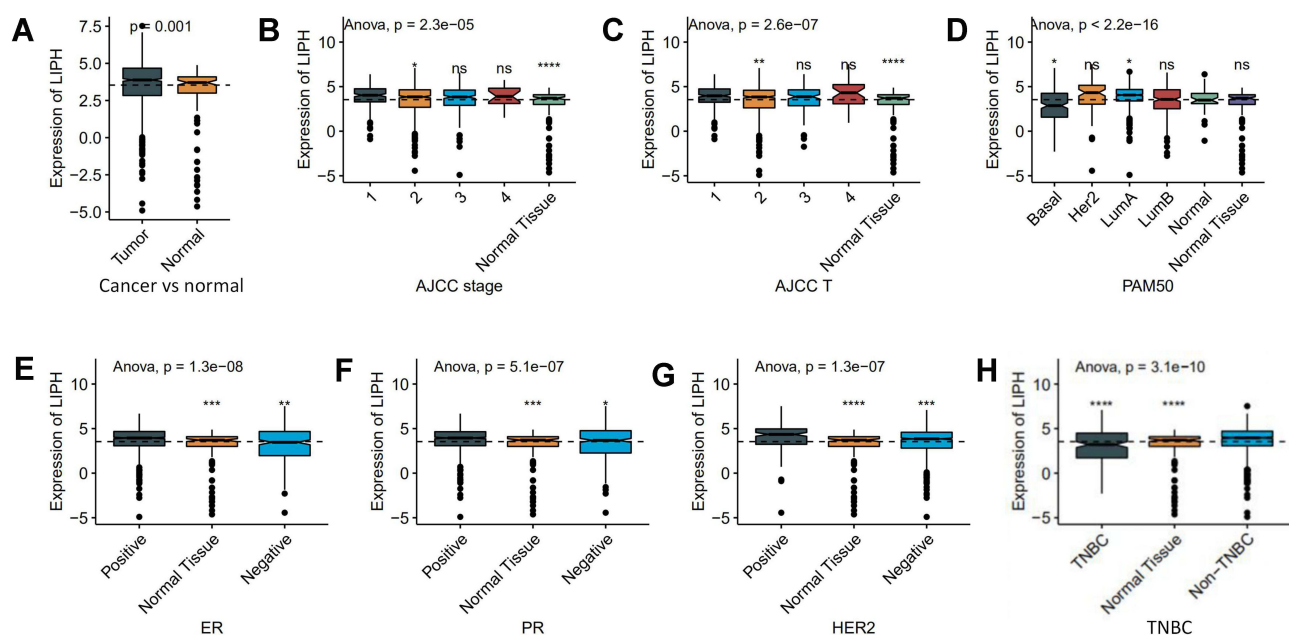 A
p = 0.001
Expression of LIPH
7.5
5.0
2.5
0.0
−2.5
−5.0
Tumor
Normal
Cancer vs normal
B
Anova, p = 2.3e−05
Expression of LIPH
10
5
0
−5
*
ns
ns
****
1
2
3
4
Normal Tissue
AJCC stage
C
Anova, p = 2.6e−07
Expression of LIPH
10
5
0
−5
**
ns
ns
****
1
2
3
4
Normal Tissue
AJCC T
D
Anova, p < 2.2e−16
Expression of LIPH
10
5
0
−5
*
ns
*
ns
ns
Basal
Her2
LumA
LumB
Normal
Normal Tissue
PAM50
E
Anova, p = 1.3e−08
Expression of LIPH
10
5
0
−5
***
**
Positive
Normal Tissue
Negative
ER
F
Anova, p = 5.1e−07
Expression of LIPH
10
5
0
−5
***
*
Positive
Normal Tissue
Negative
PR
G
Anova, p = 1.3e−07
Expression of LIPH
10
5
0
−5
****
***
Positive
Normal Tissue
Negative
HER2
H
Anova, p = 3.1e−10
Expression of LIPH
10
5
0
−5
****
****
TNBC
Normal Tissue
Non−TNBC
TNBC